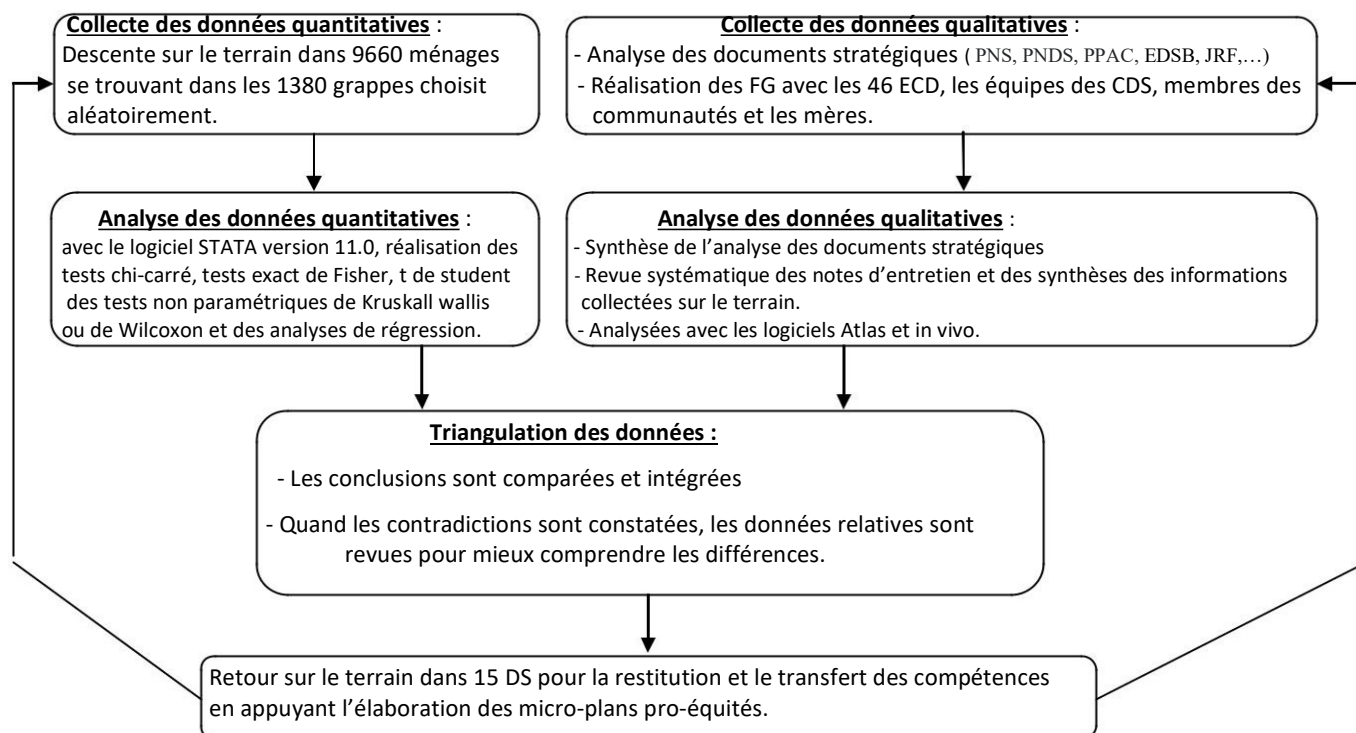 Collecte des données quantitatives :
Descente sur le terrain dans 9660 ménages
se trouvant dans les 1380 grappes choisit
aléatoirement.
Collecte des données qualitatives :
- Analyse des documents stratégiques ( PNS, PNDS, PPAC, EDSB, JRF,…)
- Réalisation des FG avec les 46 ECD, les équipes des CDS, membres des
communautés et les mères.
Analyse des données quantitatives :
avec le logiciel STATA version 11.0, réalisation des
tests chi-carré, tests exact de Fisher, t de student
des tests non paramétriques de Kruskall wallis
ou de Wilcoxon et des analyses de régression.
Analyse des données qualitatives :
- Synthèse de l’analyse des documents stratégiques
- Revue systématique des notes d’entretien et des synthèses des informations
collectées sur le terrain.
- Analysées avec les logiciels Atlas et in vivo.
Triangulation des données :
- Les conclusions sont comparées et intégrées
- Quand les contradictions sont constatées, les données relatives sont
revues pour mieux comprendre les différences.
Retour sur le terrain dans 15 DS pour la restitution et le transfert des compétences
en appuyant l’élaboration des micro-plans pro-équités.